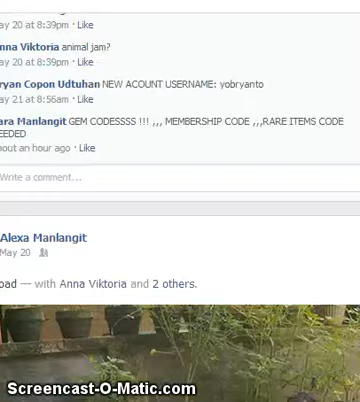 ay 20 at 8:39pm · Like
nna Viktoria animal jam?
ay 20 at 8:39pm · Like
ryan Copon Udtuhan NEW ACOUNT USERNAME: yobryanto
ay 21 at 8:56am · Like
ara Manlangit GEM CODESSSS !!! ,,, MEMBERSHIP CODE ,,,RARE ITEMS CODE
EEDED
out an hour ago · Like
Write a comment...
Alexa Manlangit
May 20
oad — with Anna Viktoria and 2 others.
Screencast-O-Matic.com